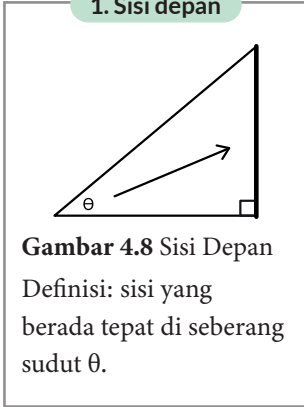 1. Sisi depan
θ
Gambar 4.8 Sisi Depan
Definisi: sisi yang
berada tepat di seberang
sudut θ.